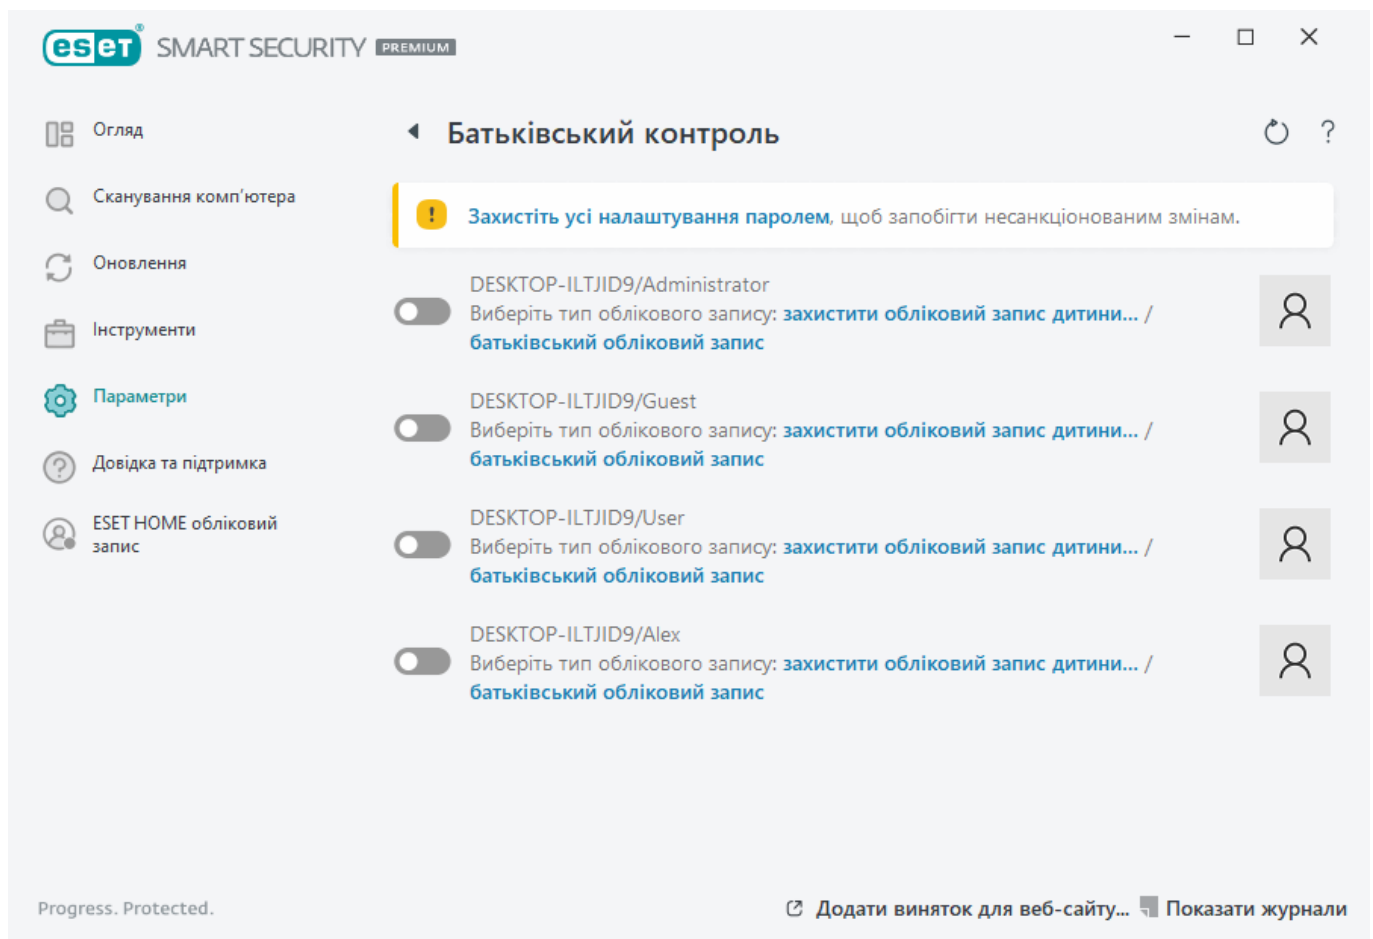 eset® SMART SECURITY PREMIUM
Огляд
Сканування комп'ютера
Оновлення
Інструменти
Параметри
Довідка та підтримка
ESET HOME обліковий
запис
Батьківський контроль
?
! Захистіть усі налаштування паролем, щоб запобігти несанкціонованим змінам.
DESKTOP-ILTJID9/Administrator
Виберіть тип облікового запису: захистити обліковий запис дитини... /
батьківський обліковий запис
DESKTOP-ILTJID9/Guest
Виберіть тип облікового запису: захистити обліковий запис дитини... /
батьківський обліковий запис
DESKTOP-ILTJID9/User
Виберіть тип облікового запису: захистити обліковий запис дитини... /
батьківський обліковий запис
DESKTOP-ILTJID9/Alex
Виберіть тип облікового запису: захистити обліковий запис дитини... /
батьківський обліковий запис
Progress. Protected.
Додати виняток для веб-сайту... Показати журнали